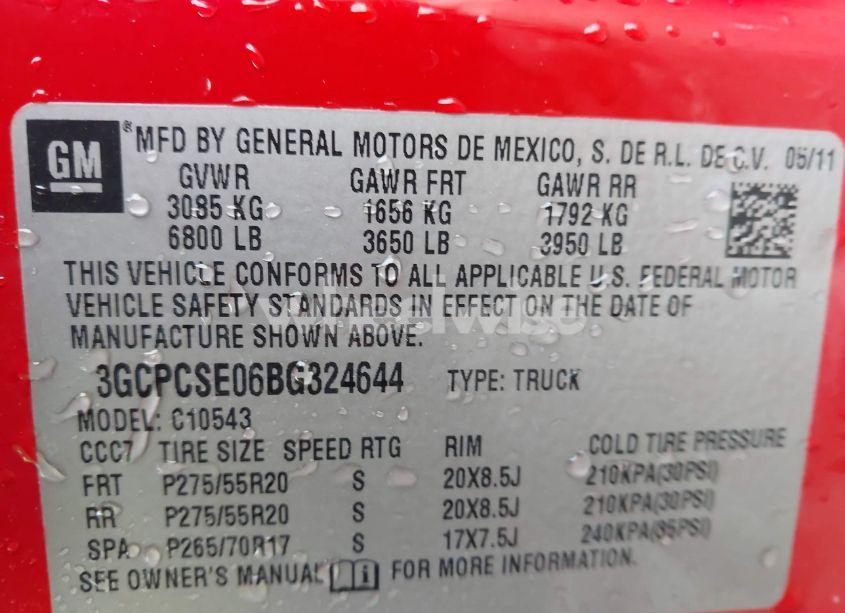 GM
® MFD BY GENERAL MOTORS DE MEXICO, S. DE R.L. DE C.V. 05/11
GVWR GAWR FRT GAWR RR
3085 KG 1656 KG 1792 KG
6800 LB 3650 LB 3950 LB
THIS VEHICLE CONFORMS TO ALL APPLICABLE U.S. FEDERAL MOTOR
VEHICLE SAFETY STANDARDS IN EFFECT ON THE DATE OF
MANUFACTURE SHOWN ABOVE.
3GCPCSE06BG324644 TYPE: TRUCK
MODEL: C10543
CCC7 TIRE SIZE SPEED RTG RIM COLD TIRE PRESSURE
FRT P275/55R20 S 20X8.5J 210KPA(30PSI)
RR P275/55R20 S 20X8.5J 210KPA(30PSI)
SPA P265/70R17 S 17X7.5J 240KPA(35PSI)
SEE OWNER'S MANUAL i FOR MORE INFORMATION.